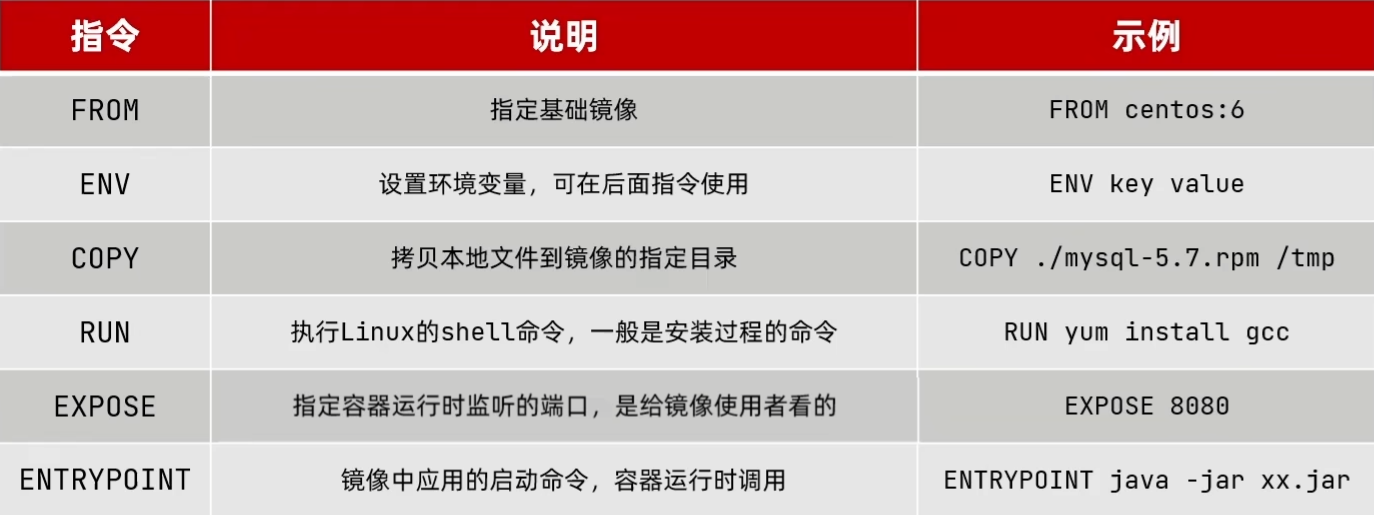 指令 说明 示例
FROM 指定基础镜像 FROM centos:6
ENV 设置环境变量，可在后面指令使用 ENV key value
COPY 拷贝本地文件到镜像的指定目录 COPY ./mysql-5.7.rpm /tmp
RUN 执行Linux的shell命令，一般是安装过程的命令 RUN yum install gcc
EXPOSE 指定容器运行时监听的端口，是给镜像使用者看的 EXPOSE 8080
ENTRYPOINT 镜像中应用的启动命令，容器运行时调用 ENTRYPOINT java -jar xx.jar